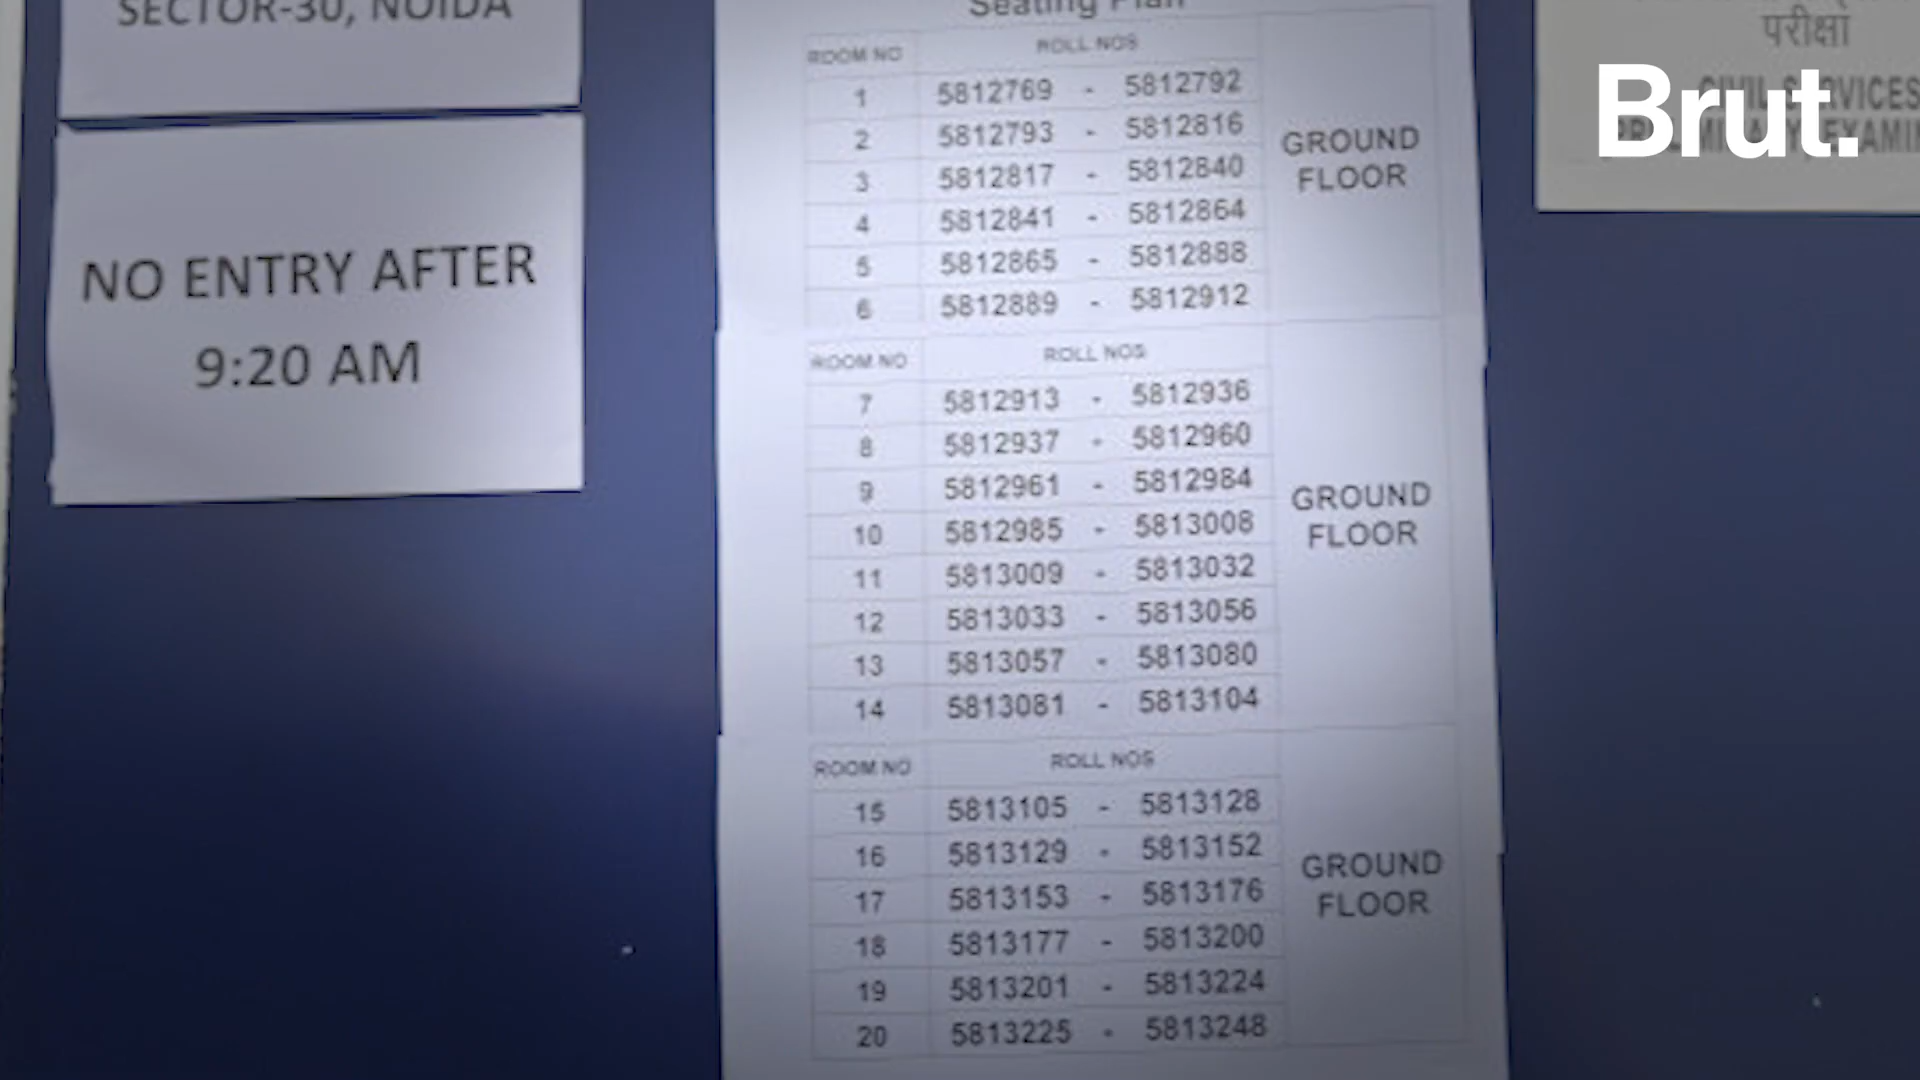 SECTOR-30, NOIDA
NO ENTRY AFTER
9:20 AM
Seating Plan
ROOM NO ROLL NOS
1 5812769 - 5812792
2 5812793 - 5812816
3 5812817 - 5812840
4 5812841 - 5812864
5 5812865 - 5812888
6 5812889 - 5812912
GROUND
FLOOR
ROOM NO ROLL NOS
7 5812913 - 5812936
8 5812937 - 5812960
9 5812961 - 5812984
10 5812985 - 5813008
11 5813009 - 5813032
12 5813033 - 5813056
13 5813057 - 5813080
14 5813081 - 5813104
GROUND
FLOOR
ROOM NO ROLL NOS
15 5813105 - 5813128
16 5813129 - 5813152
17 5813153 - 5813176
18 5813177 - 5813200
19 5813201 - 5813224
20 5813225 - 5813248
GROUND
FLOOR
परीक्षा
CIVIL SERVICES
Brut.